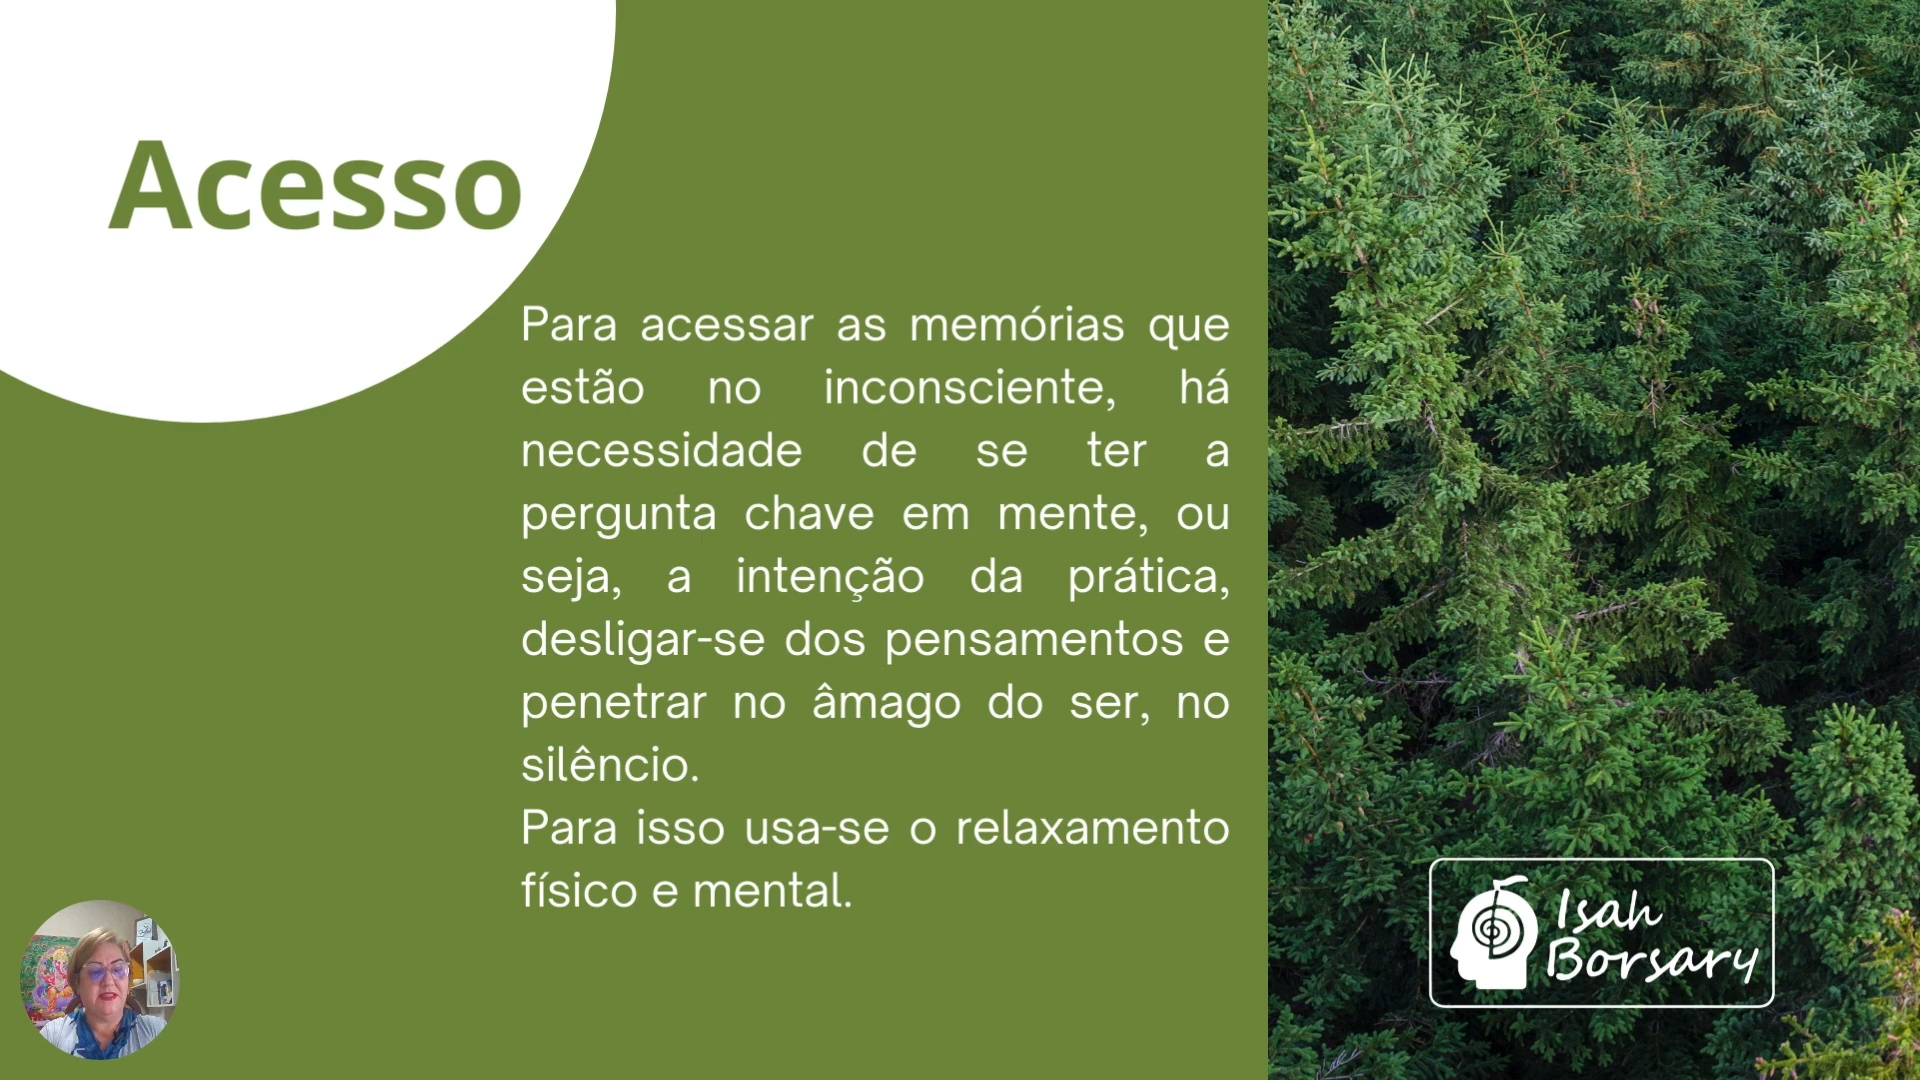 Acesso
Para acessar as memórias que
estão no inconsciente, há
necessidade de se ter a
pergunta chave em mente, ou
seja, a intenção da prática,
desligar-se dos pensamentos e
penetrar no âmago do ser, no
silêncio.
Para isso usa-se o relaxamento
físico e mental.
Isah
Borsary